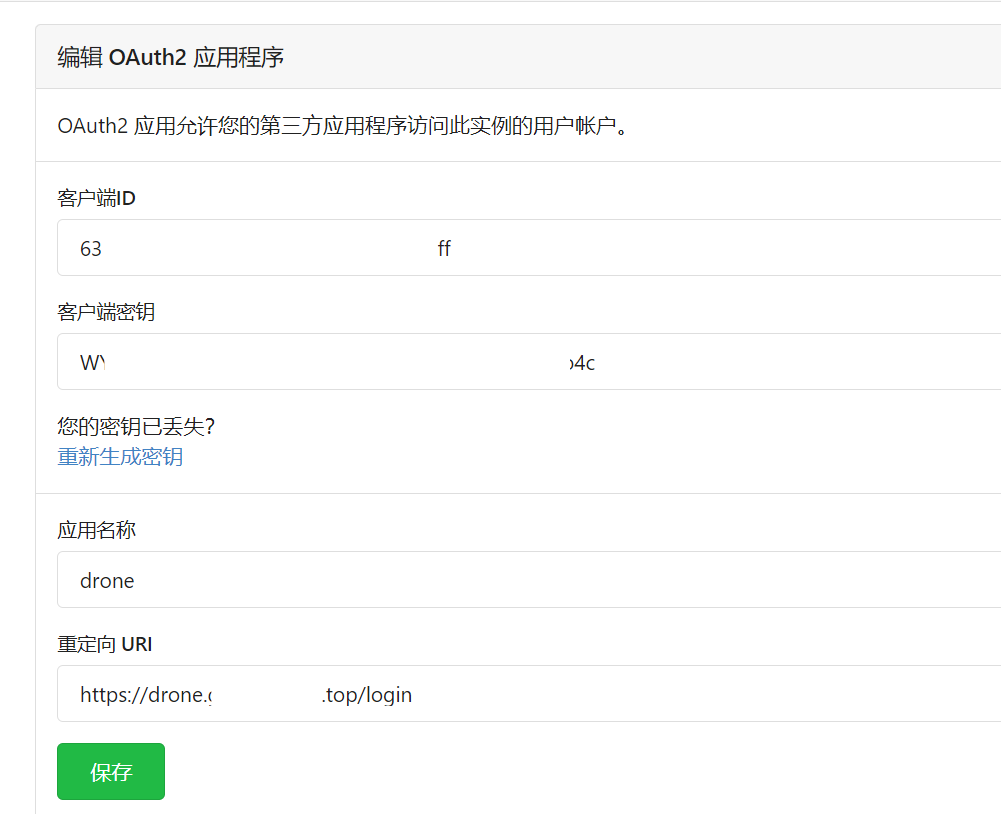 编辑 OAuth2 应用程序
OAuth2 应用允许您的第三方应用程序访问此实例的用户帐户。
客户端ID
63 ff
客户端密钥
WY 4c
您的密钥已丢失?
重新生成密钥
应用名称
drone
重定向 URI
https://drone. .top/login
保存